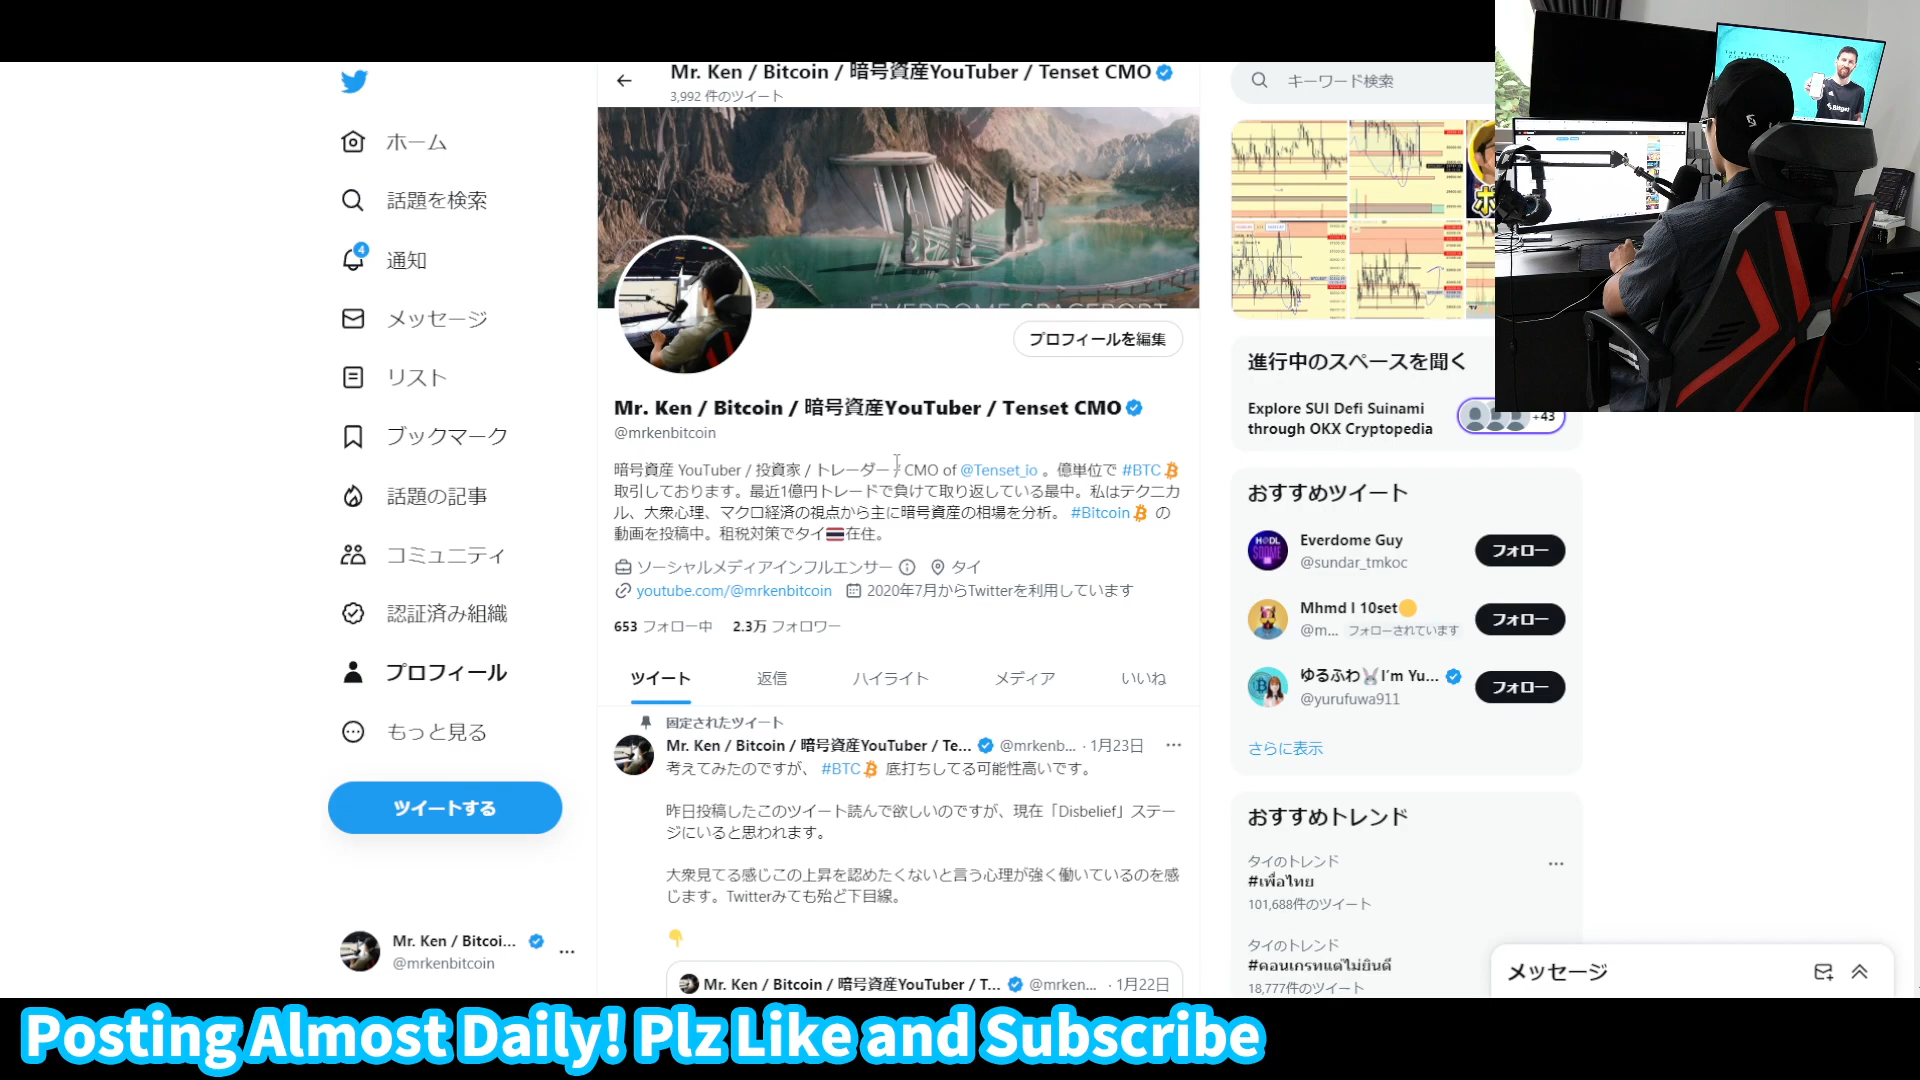 Mr. Ken / Bitcoin / 暗号資産YouTuber / Tenset CMO
3,992 件のツイート
ホーム
話題を検索
4
通知
メッセージ
リスト
ブックマーク
話題の記事
コミュニティ
認証済み組織
プロフィール
もっと見る
ツイートする
Mr. Ken / Bitcoi...
@mrkenbitcoin
EVERDOME SPACEPORT
プロフィールを編集
Mr. Ken / Bitcoin / 暗号資産YouTuber / Tenset CMO
@mrkenbitcoin
暗号資産 YouTuber / 投資家 / トレーダー / CMO of @Tenset_io 。億単位で #BTC
取引しております。最近1億円トレードで負けて取り返している最中。私はテクニカ
ル、大衆心理、マクロ経済の視点から主に暗号資産の相場を分析。 #Bitcoin の
動画を投稿中。租税対策でタイ🇹🇭在住。
ソーシャルメディアインフルエンサー タイ
youtube.com/@mrkenbitcoin 2020年7月からTwitterを利用しています
653 フォロー中 2.3万 フォロワー
ツイート 返信 ハイライト メディア いいね
固定されたツイート
Mr. Ken / Bitcoin / 暗号資産YouTuber / Te... @mrkenb... · 1月23日 ...
考えてみたのですが、 #BTC 底打ちしてる可能性高いです。
昨日投稿したこのツイート読んで欲しいのですが、現在「Disbelief」ステー
ジにいると思われます。
大衆見てる感じこの上昇を認めたくないと言う心理が強く働いているのを感
じます。Twitterみても殆ど下目線。
👇
Mr. Ken / Bitcoin / 暗号資産YouTuber / T... @mrken... · 1月22日
キーワード検索
進行中のスペースを聞く
Explore SUI Defi Suinami
through OKX Cryptopedia
+43
おすすめツイート
Everdome Guy
@sundar_tmkoc
フォロー
Mhmd I 10set
@m... フォローされています
フォロー
ゆるふわ🐰I'm Yu...
@yurufuwa911
フォロー
さらに表示
おすすめトレンド
タイのトレンド
#เพื่อไทย
101,688件のツイート
タイのトレンド
#คอนเกรทแต่ไม่ยินดี
18,777件のツイート
メッセージ
Bitget
Posting Almost Daily! Plz Like and Subscribe